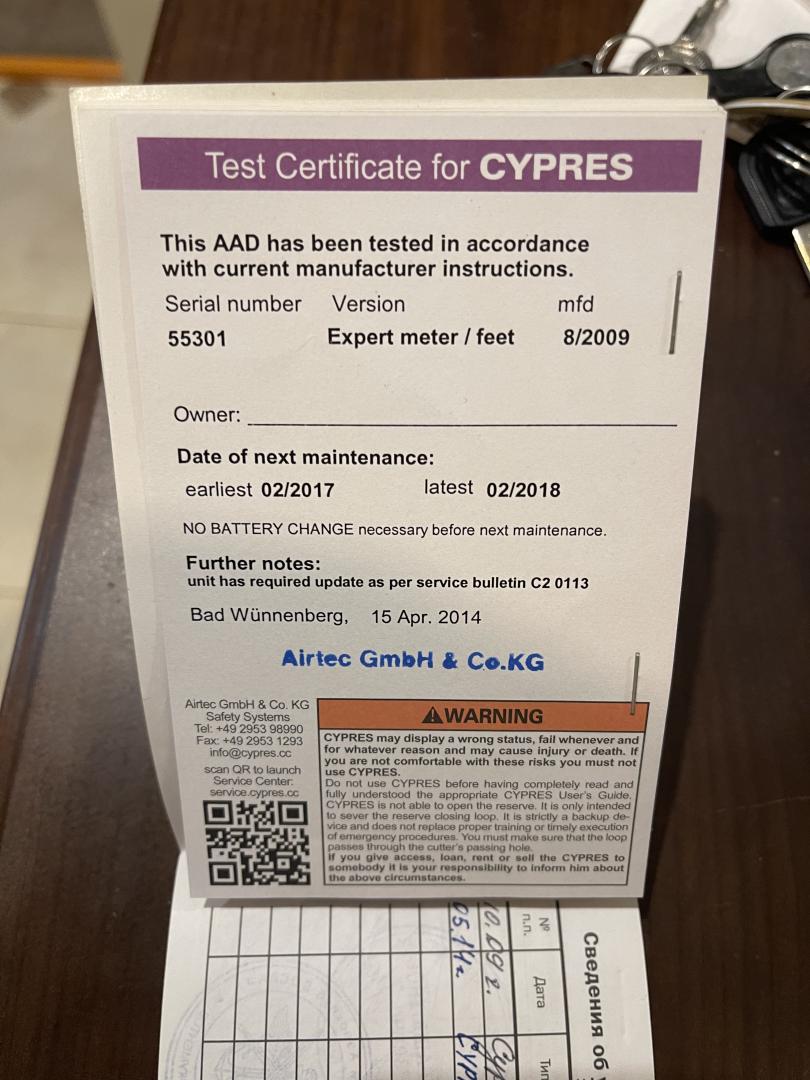 Test Certificate for CYPRES
This AAD has been tested in accordance
with current manufacturer instructions.
Serial number Version mfd
55301 Expert meter / feet 8/2009
Owner:
Date of next maintenance:
earliest 02/2017 latest 02/2018
NO BATTERY CHANGE necessary before next maintenance.
Further notes:
unit has required update as per service bulletin C2 0113
Bad Wünnenberg, 15 Apr. 2014
Airtec GmbH & Co.KG
Airtec GmbH & Co. KG
Safety Systems
Tel: +49 2953 98990
Fax: +49 2953 1293
info@cypres.cc
scan QR to launch
Service Center:
service.cypres.cc
WARNING
CYPRES may display a wrong status, fail whenever and
for whatever reason and may cause injury or death. If
you are not comfortable with these risks you must not
use CYPRES.
Do not use CYPRES before having completely read and
fully understood the appropriate CYPRES User's Guide.
CYPRES is not able to open the reserve. It is only intended
to sever the reserve closing loop. It is strictly a backup de-
vice and does not replace proper training or timely execution
of emergency procedures. You must make sure that the loop
passes through the cutter's passing hole.
If you give access, loan, rent or sell the CYPRES to
somebody it is your responsibility to inform him about
the above circumstances.
Сведения об
№
п.п.
Дата
Тип
10.09г.
05.14г.